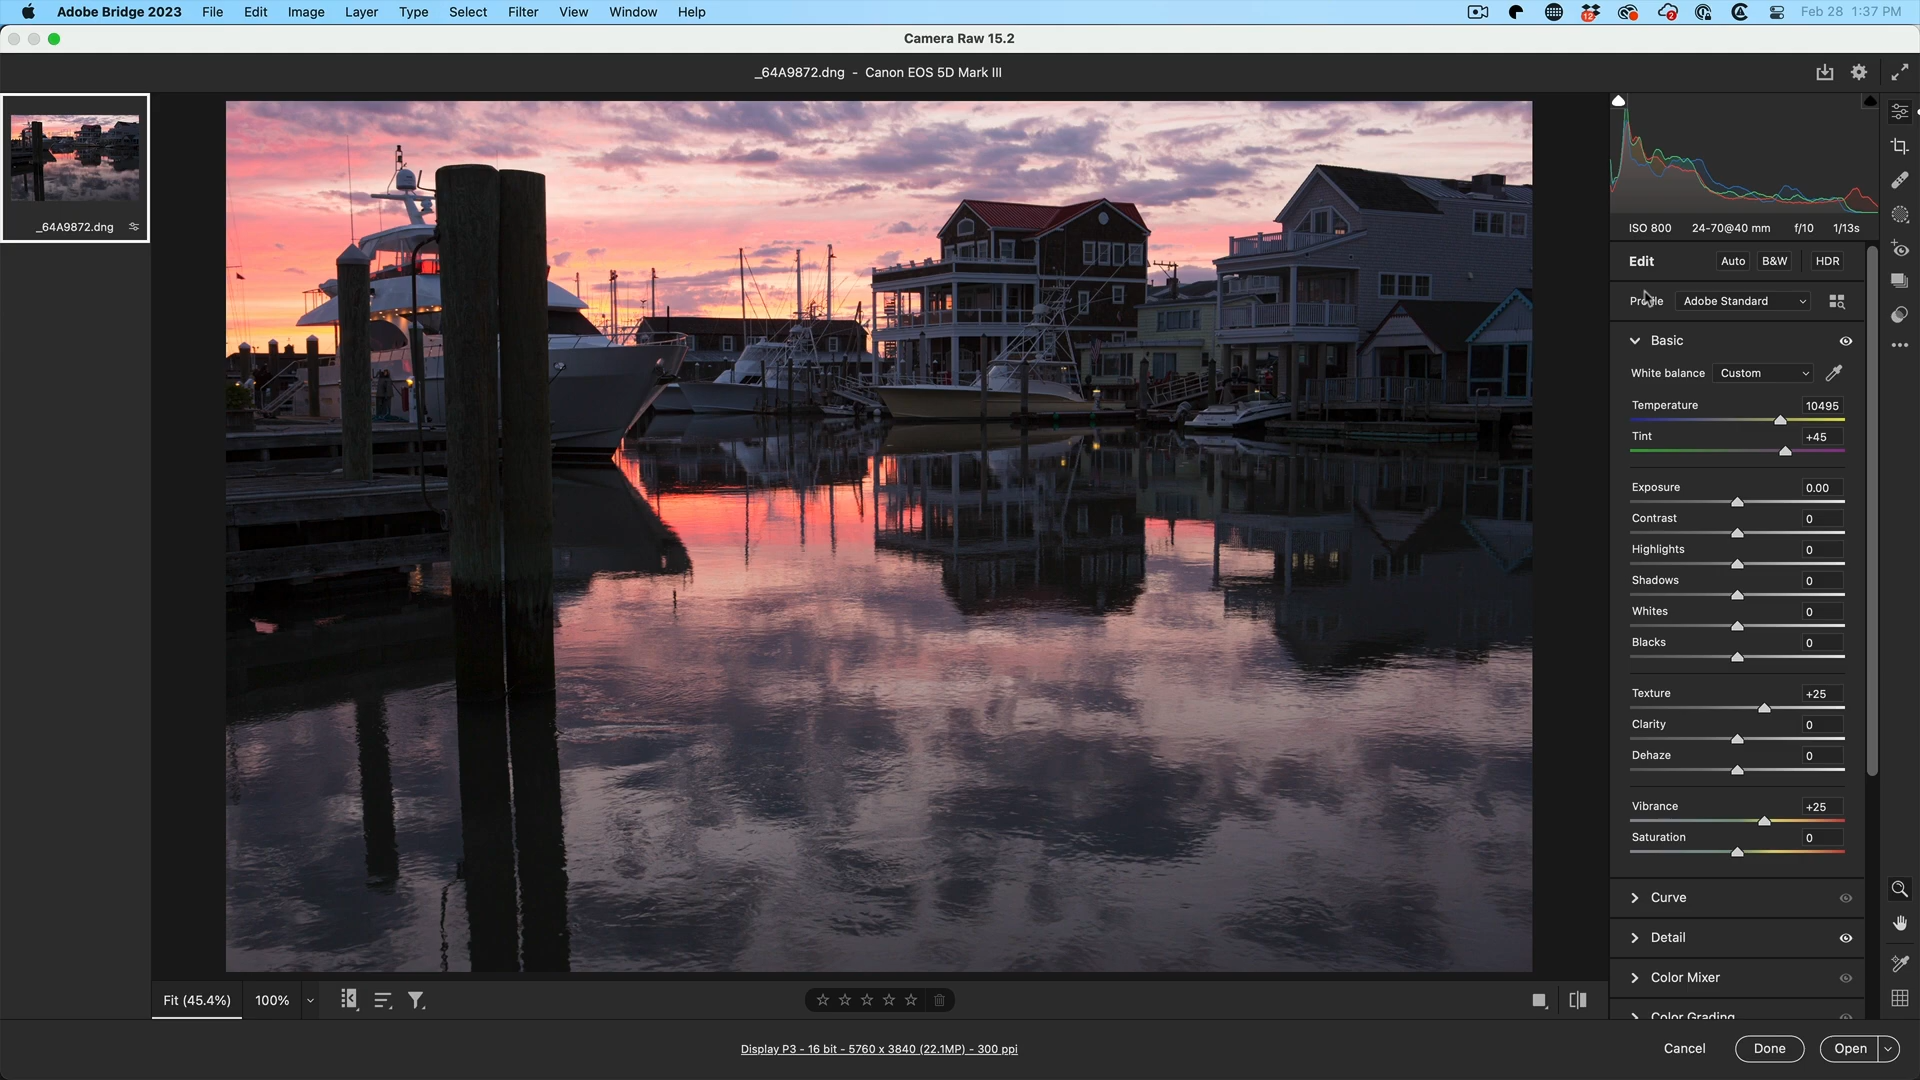 Adobe Bridge 2023 File Edit Image Layer Type Select Filter View Window Help 12 2 Feb 28 1:37 PM
Camera Raw 15.2
_64A9872.dng - Canon EOS 5D Mark III
_64A9872.dng
ISO 800 24-70@40 mm f/10 1/13s
Edit Auto B&W HDR
Profile Adobe Standard
Basic
White balance Custom
Temperature 10495
Tint +45
Exposure 0.00
Contrast 0
Highlights 0
Shadows 0
Whites 0
Blacks 0
Texture +25
Clarity 0
Dehaze 0
Vibrance +25
Saturation 0
Curve
Detail
Color Mixer
Color Grading
Fit (45.4%) 100%
Display P3 - 16 bit - 5760 x 3840 (22.1MP) - 300 ppi
Cancel Done Open